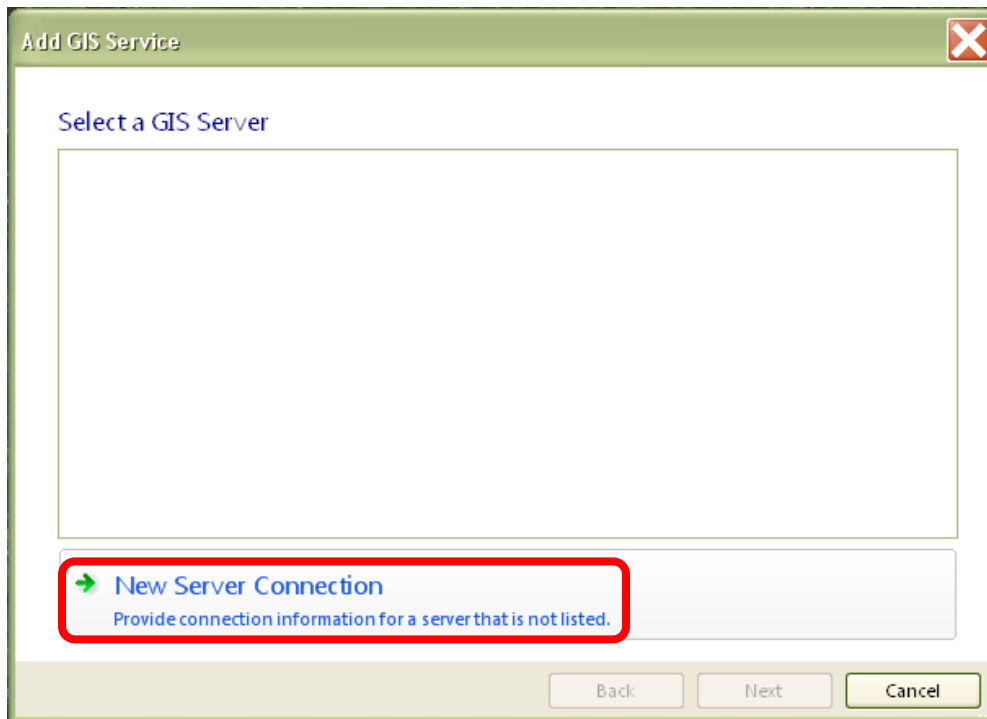 Add GIS Service
Select a GIS Server
New Server Connection
Provide connection information for a server that is not listed.
Back Next Cancel